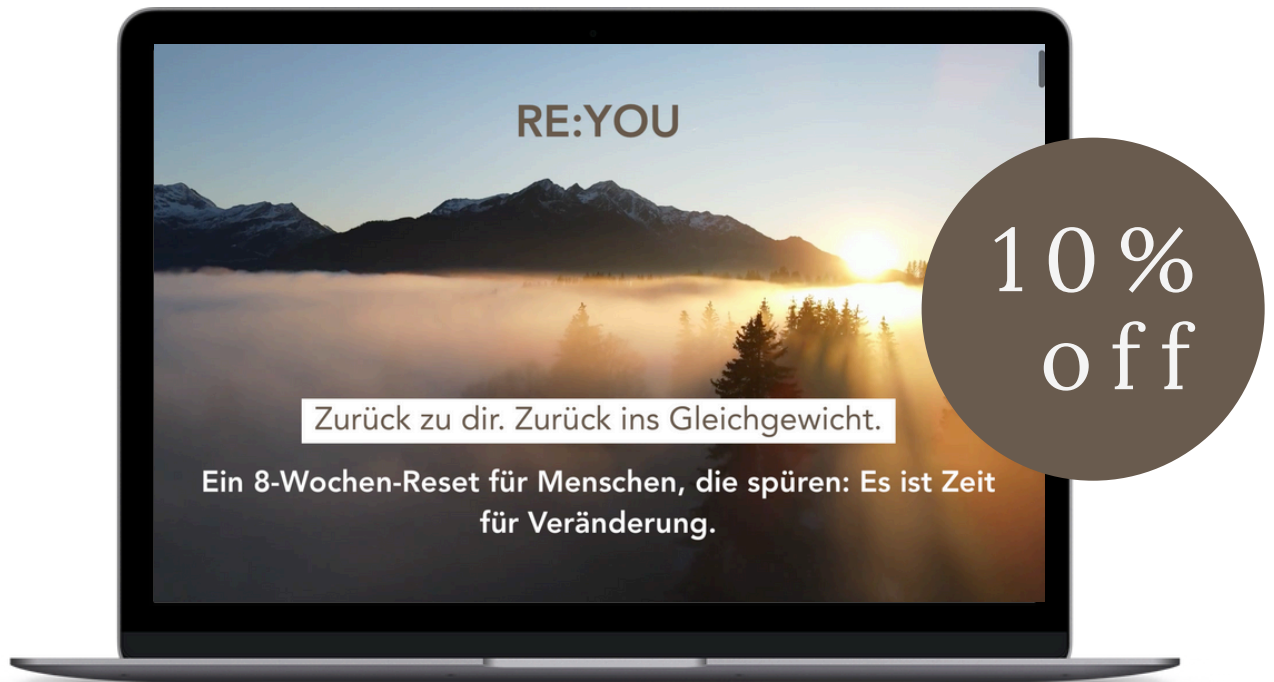 RE:YOU
Zurück zu dir. Zurück ins Gleichgewicht.
Ein 8-Wochen-Reset für Menschen, die spüren: Es ist Zeit
für Veränderung.
10%
off